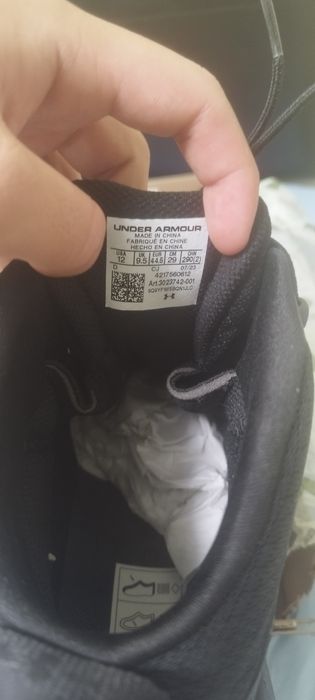 UNDER ARMOUR
MADE IN CHINA
FABRIQUÉ EN CHINE
HECHO EN CHINA
USA UK EUR CM CHN
12 9.5 44.5 29 290(2)
D CJ 07/23
4217560612
Art.3023742-001